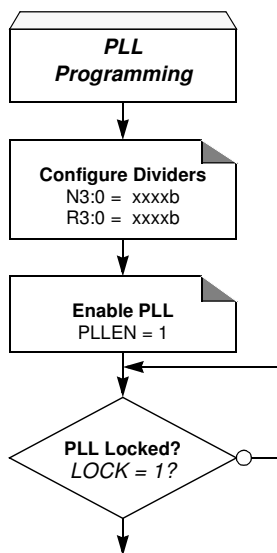 PLL
Programming
Configure Dividers
N3:0 = xxxxb
R3:0 = xxxxb
Enable PLL
PLLEN = 1
PLL Locked?
LOCK = 1?